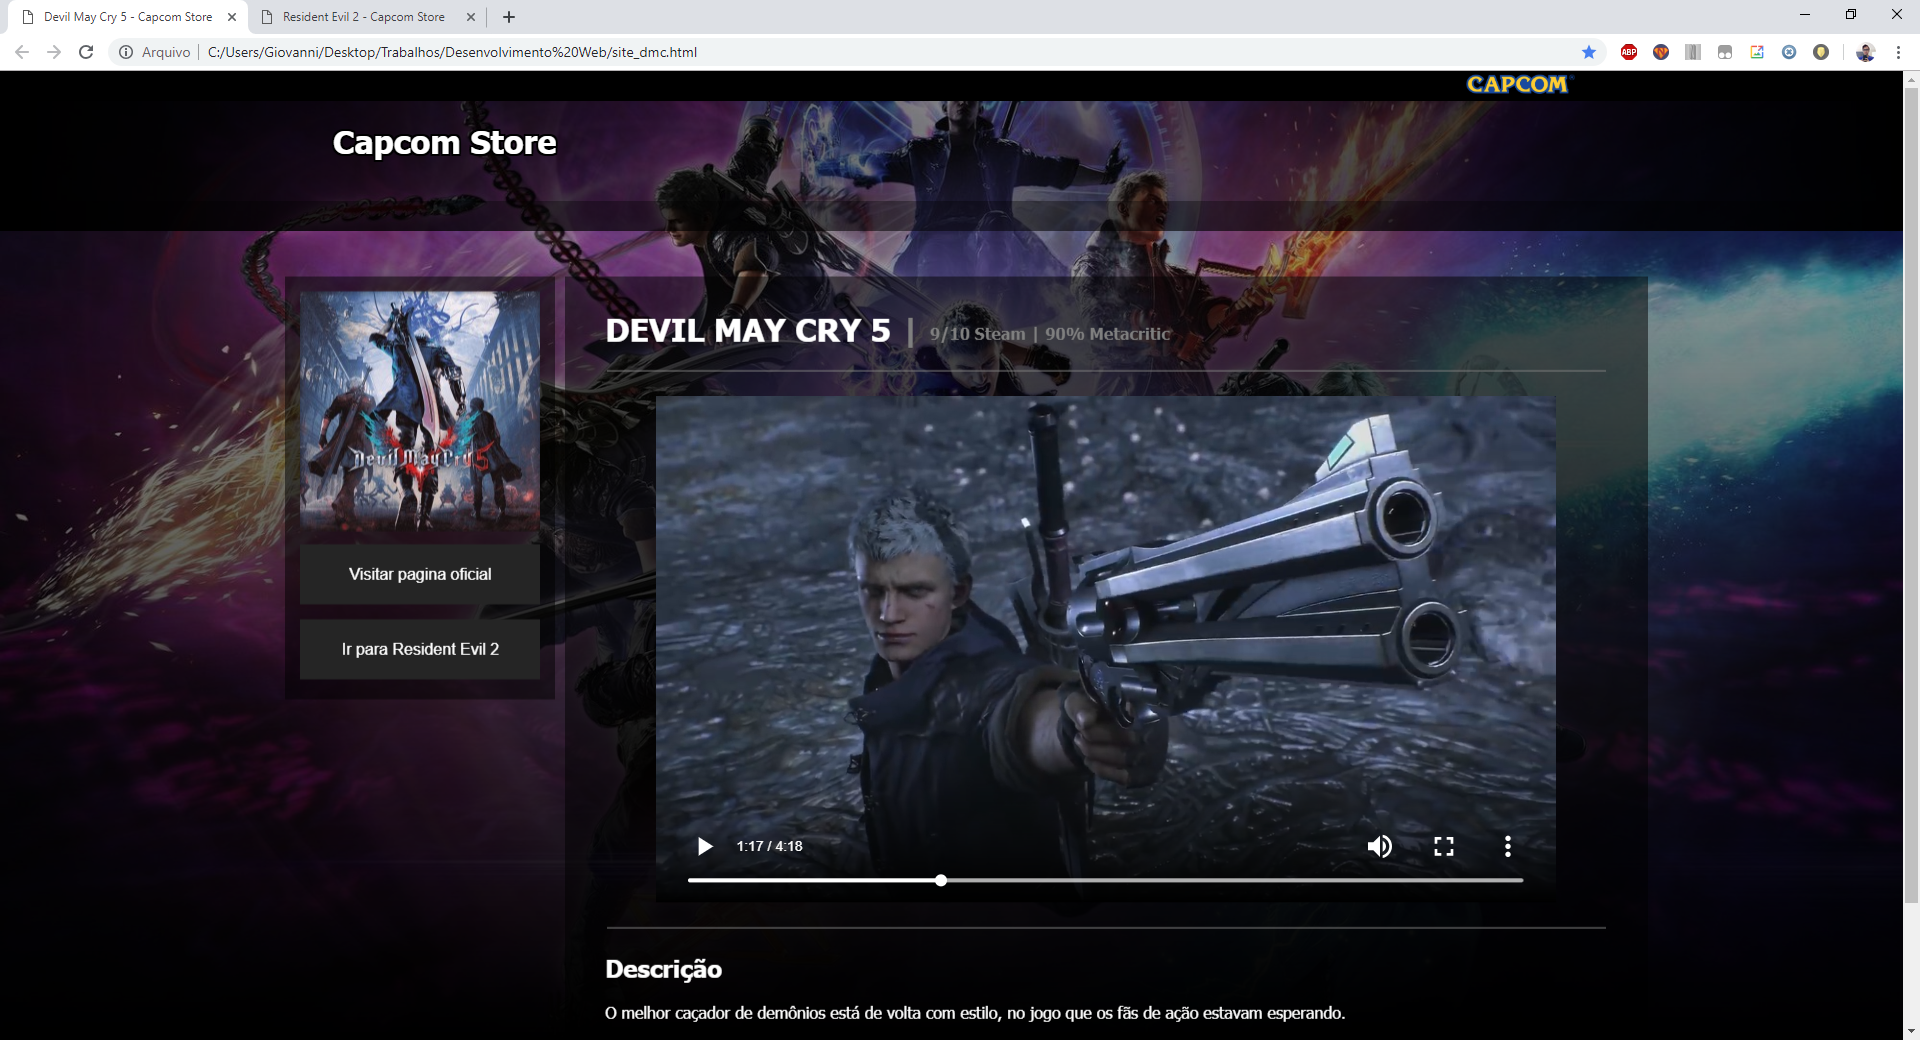 Devil May Cry 5 - Capcom Store
Resident Evil 2 - Capcom Store
Arquivo
C:/Users/Giovanni/Desktop/Trabalhos/Desenvolvimento%20Web/site_dmc.html
ABP
CAPCOM
Capcom Store
Devil May Cry 5
Visitar pagina oficial
Ir para Resident Evil 2
DEVIL MAY CRY 5 | 9/10 Steam | 90% Metacritic
1:17 / 4:18
Descrição
O melhor caçador de demônios está de volta com estilo, no jogo que os fãs de ação estavam esperando.